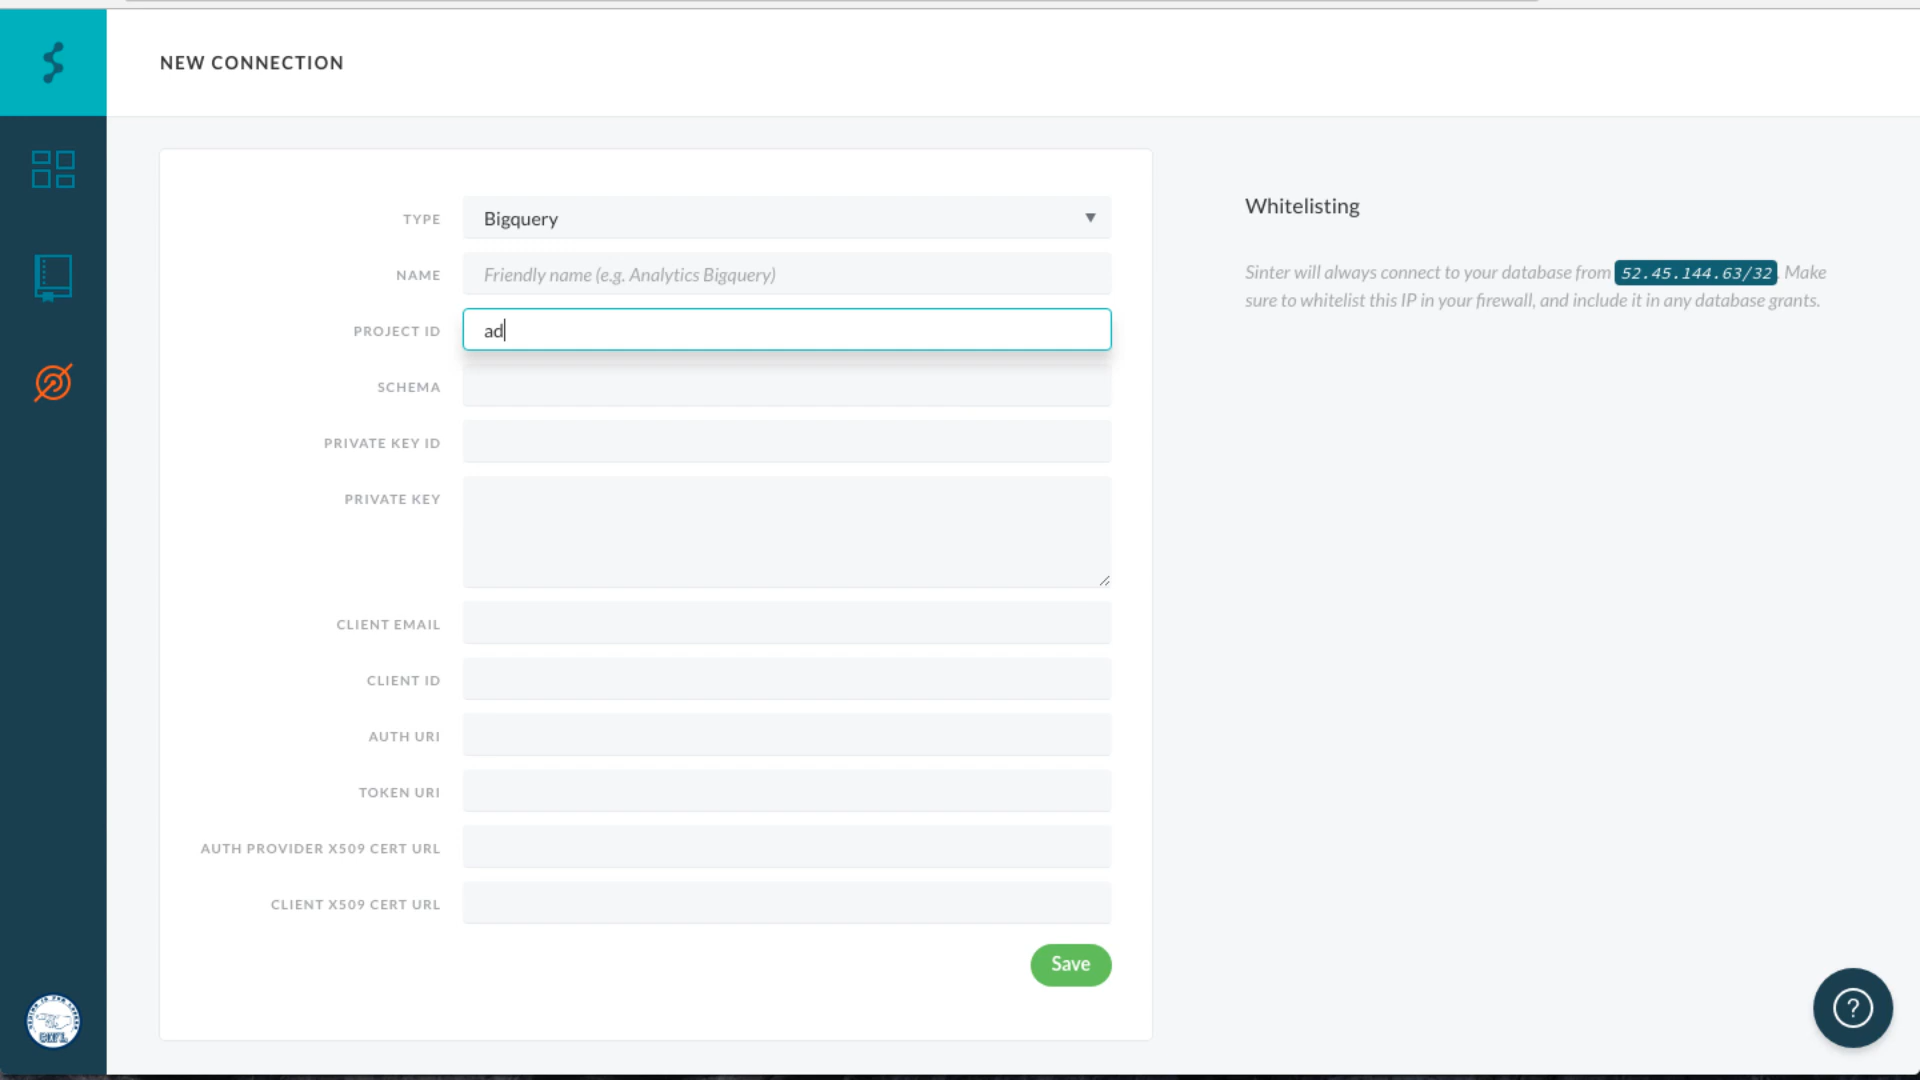 NEW CONNECTION
TYPE Bigquery
NAME Friendly name (e.g. Analytics Bigquery)
PROJECT ID ad
SCHEMA
PRIVATE KEY ID
PRIVATE KEY
CLIENT EMAIL
CLIENT ID
AUTH URI
TOKEN URI
AUTH PROVIDER X509 CERT URL
CLIENT X509 CERT URL
Save
Whitelisting
Sinter will always connect to your database from 52.45.144.63/32. Make
sure to whitelist this IP in your firewall, and include it in any database grants.
?